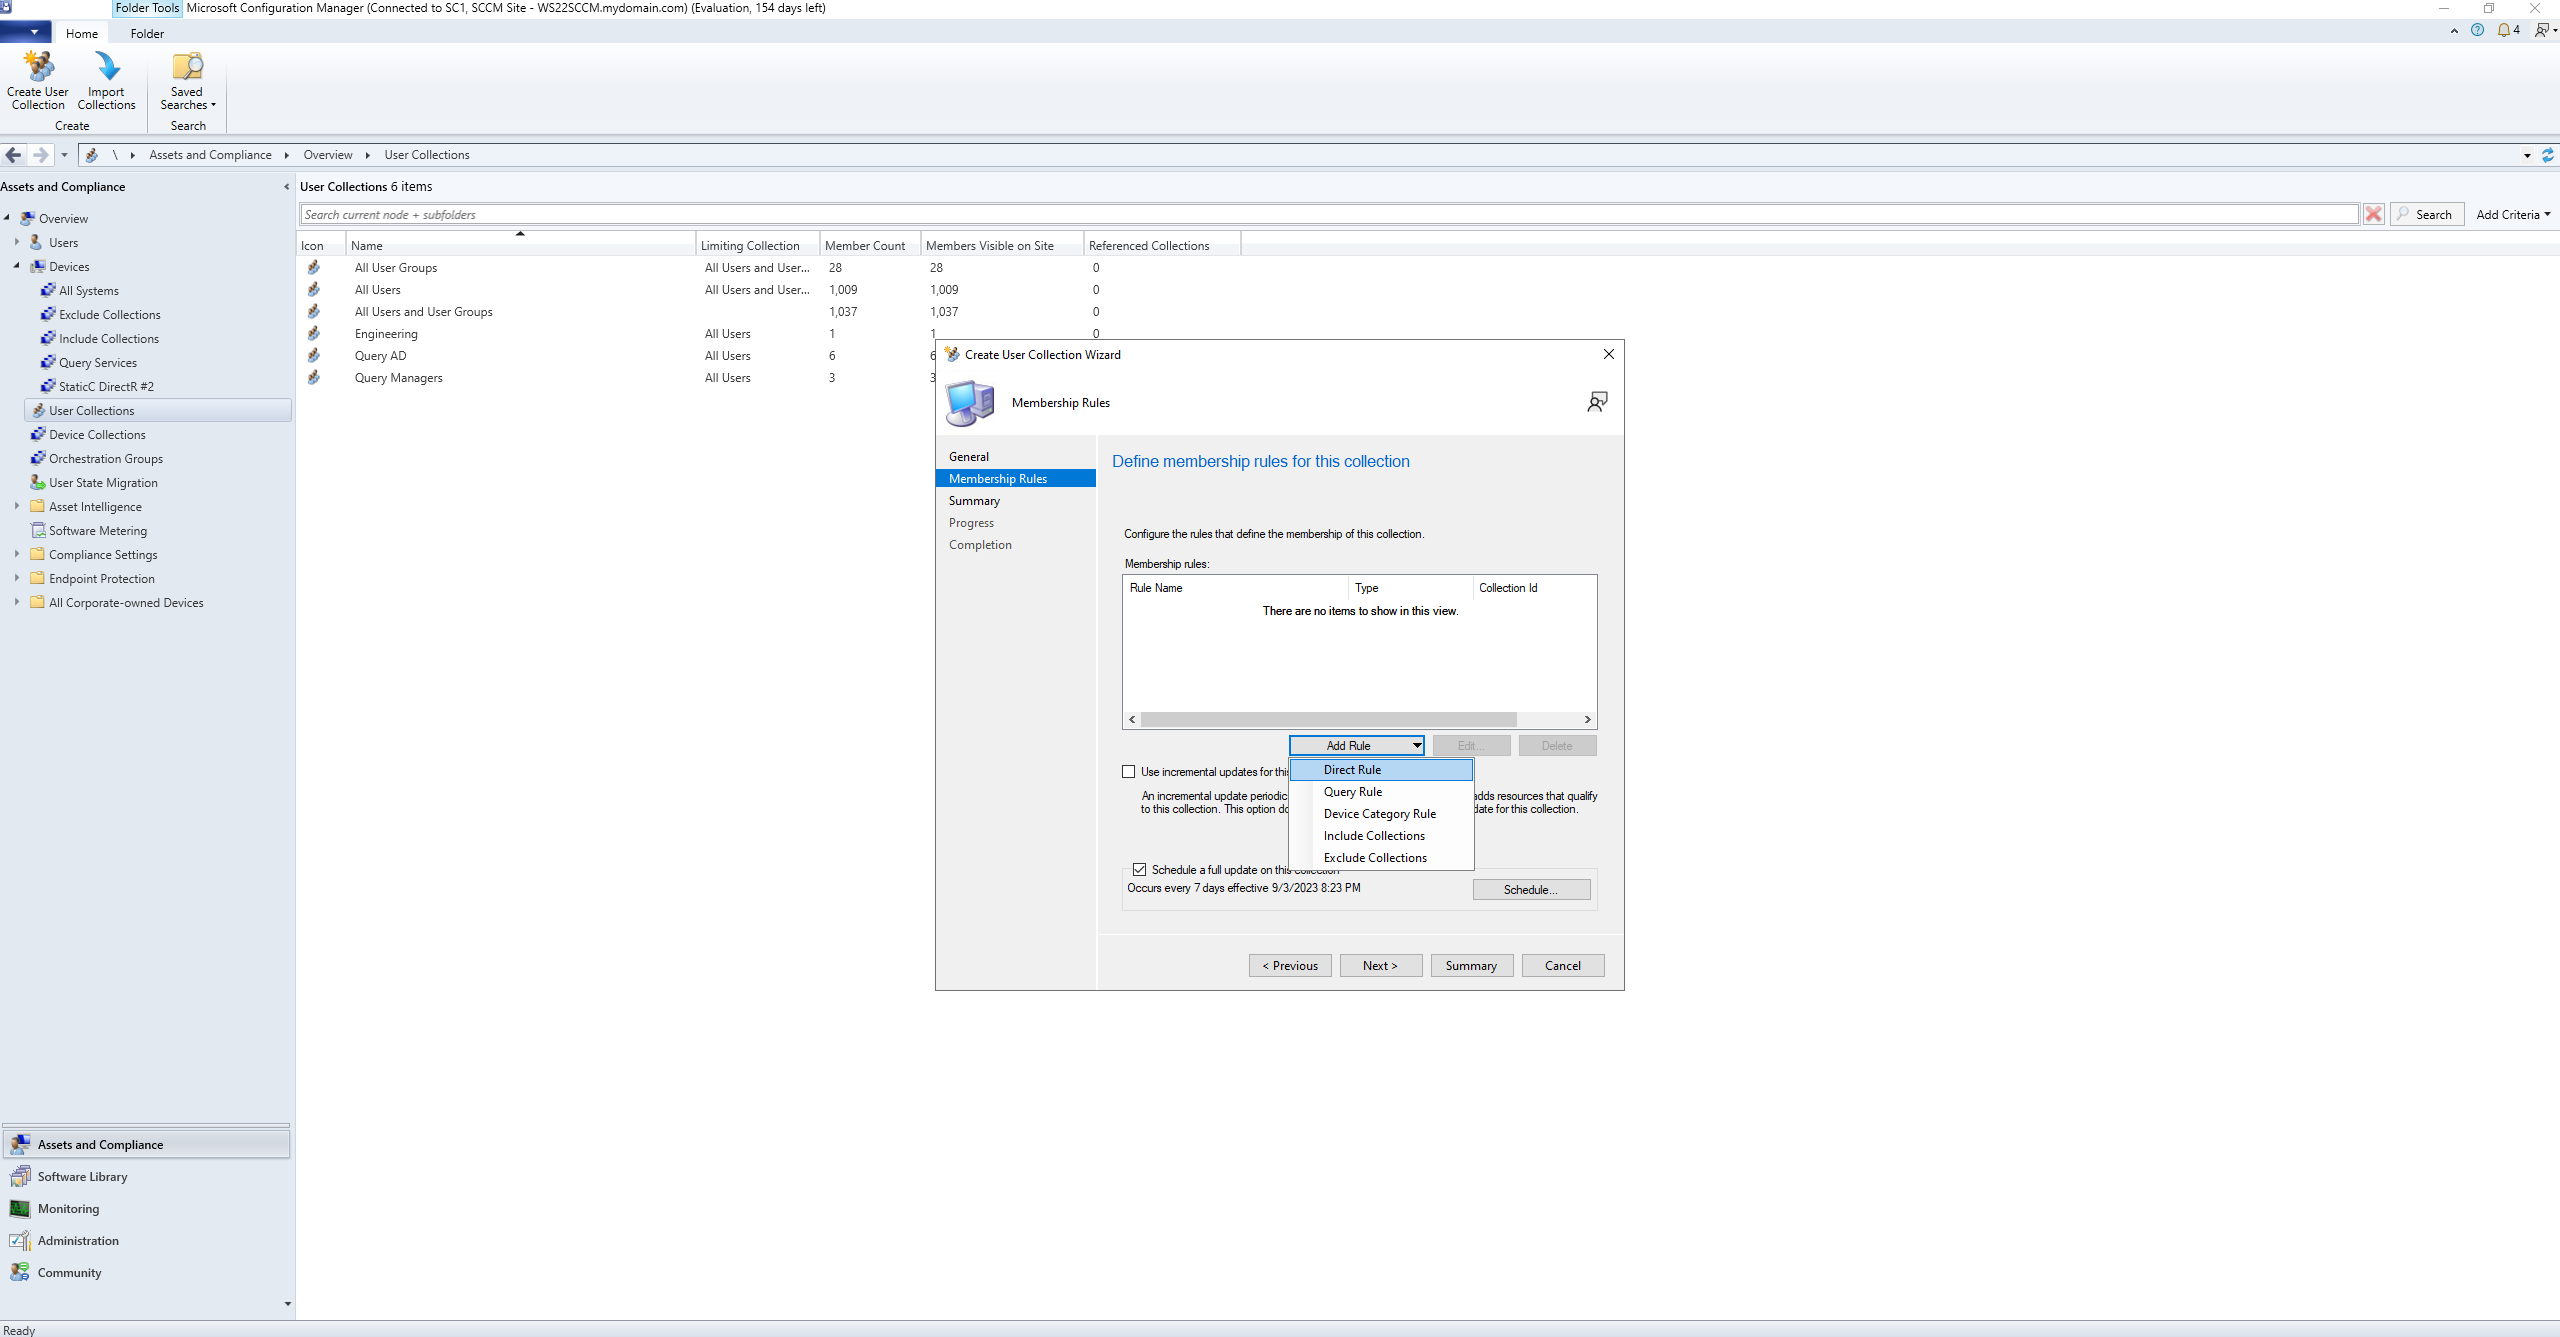 Folder Tools Microsoft Configuration Manager (Connected to SC1, SCCM Site - WS22SCCM.mydomain.com) (Evaluation, 154 days left)
Home Folder
4
Create User Collection
Import Collections
Saved Searches
Create
Search
\ Assets and Compliance Overview User Collections
Assets and Compliance
Overview
Users
Devices
All Systems
Exclude Collections
Include Collections
Query Services
StaticC DirectR #2
User Collections
Device Collections
Orchestration Groups
User State Migration
Asset Intelligence
Software Metering
Compliance Settings
Endpoint Protection
All Corporate-owned Devices
Assets and Compliance
Software Library
Monitoring
Administration
Community
User Collections 6 items
Search current node + subfolders
Search
Add Criteria
Icon Name Limiting Collection Member Count Members Visible on Site Referenced Collections
All User Groups All Users and User... 28 28 0
All Users All Users and User... 1,009 1,009 0
All Users and User Groups 1,037 1,037 0
Engineering All Users 1 1 0
Query AD All Users 6 6
Query Managers All Users 3 3
Create User Collection Wizard
Membership Rules
General
Membership Rules
Summary
Progress
Completion
Define membership rules for this collection
Configure the rules that define the membership of this collection.
Membership rules:
Rule Name Type Collection Id
There are no items to show in this view.
Add Rule Edit... Delete
Direct Rule
Query Rule
Device Category Rule
Include Collections
Exclude Collections
Use incremental updates for this
An incremental update periodic adds resources that qualify
to this collection. This option do date for this collection.
Schedule a full update on this collection
Occurs every 7 days effective 9/3/2023 8:23 PM
Schedule...
< Previous Next > Summary Cancel
Ready